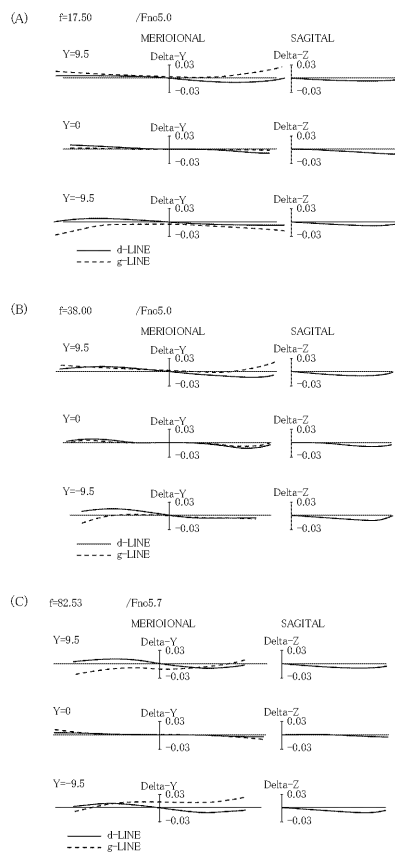 (A) f=17.50 /Fno5.0
MERIOIONAL SAGITAL
Y=9.5 Delta-Y Delta-Z
0.03 0.03
-0.03 -0.03
Y=0 Delta-Y Delta-Z
0.03 0.03
-0.03 -0.03
Y=-9.5 Delta-Y Delta-Z
0.03 0.03
-0.03 -0.03
d-LINE
g-LINE
(B) f=38.00 /Fno5.0
MERIOIONAL SAGITAL
Y=9.5 Delta-Y Delta-Z
0.03 0.03
-0.03 -0.03
Y=0 Delta-Y Delta-Z
0.03 0.03
-0.03 -0.03
Y=-9.5 Delta-Y Delta-Z
0.03 0.03
-0.03 -0.03
d-LINE
g-LINE
(C) f=82.53 /Fno5.7
MERIOIONAL SAGITAL
Y=9.5 Delta-Y Delta-Z
0.03 0.03
-0.03 -0.03
Y=0 Delta-Y Delta-Z
0.03 0.03
-0.03 -0.03
Y=-9.5 Delta-Y Delta-Z
0.03 0.03
-0.03 -0.03
d-LINE
g-LINE